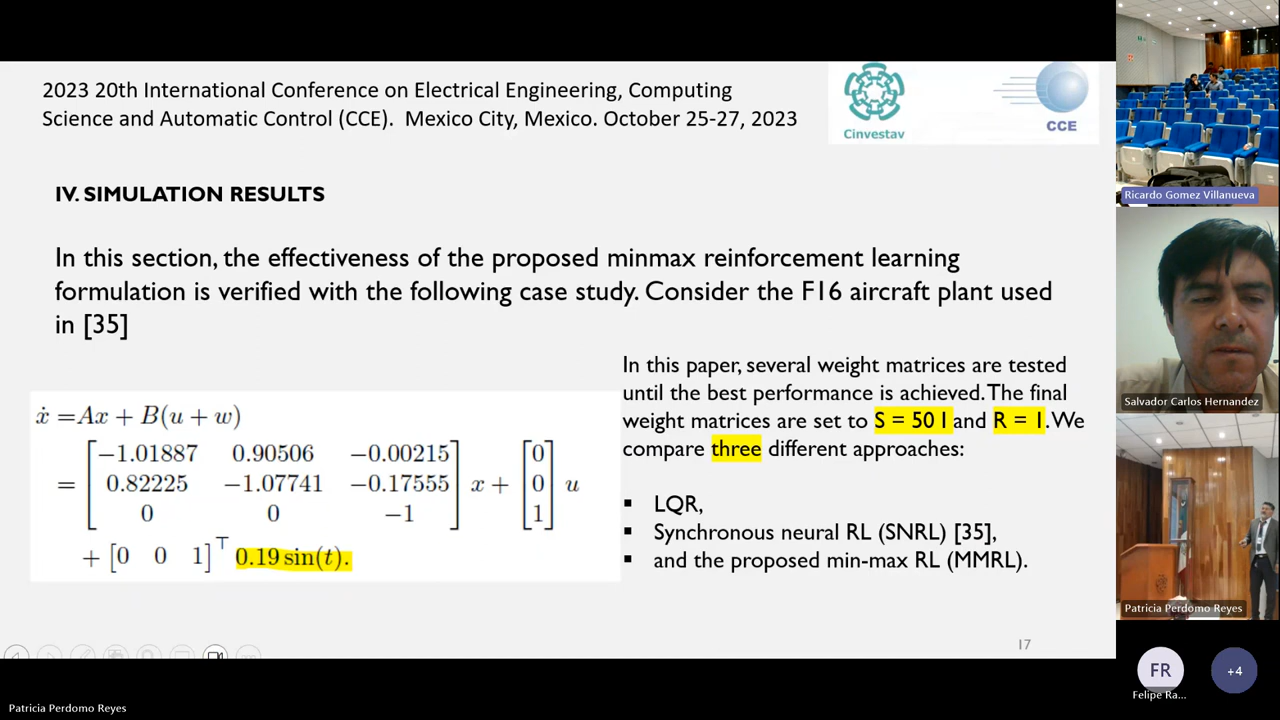 2023 20th International Conference on Electrical Engineering, Computing
Science and Automatic Control (CCE). Mexico City, Mexico. October 25-27, 2023
Cinvestav
CCE
IV. SIMULATION RESULTS
In this section, the effectiveness of the proposed minmax reinforcement learning
formulation is verified with the following case study. Consider the F16 aircraft plant used
in [35]
ẋ =Ax + B(u + w)
= [−1.01887 0.90506 −0.00215
0.82225 −1.07741 −0.17555
0 0 −1] x + [0 0 1] u
+ [0 0 1]⊤ 0.19 sin(t).
In this paper, several weight matrices are tested
until the best performance is achieved. The final
weight matrices are set to S = 50 I and R = 1. We
compare three different approaches:
▪ LQR,
▪ Synchronous neural RL (SNRL) [35],
▪ and the proposed min-max RL (MMRL).
17
Ricardo Gomez Villanueva
Salvador Carlos Hernandez
Patricia Perdomo Reyes
FR
Felipe Ra...
+4
Patricia Perdomo Reyes